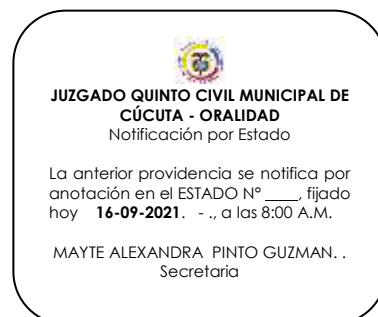 JUZGADO QUINTO CIVIL MUNICIPAL DE
CÚCUTA - ORALIDAD
Notificación por Estado
La anterior providencia se notifica por
anotación en el ESTADO N° ____, fijado
hoy 16-09-2021. - ., a las 8:00 A.M.
MAYTE ALEXANDRA PINTO GUZMAN. .
Secretaria